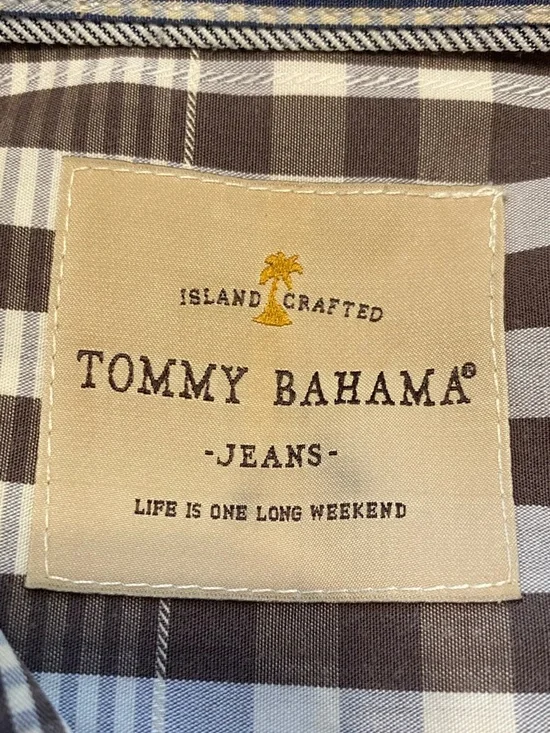 ISLAND CRAFTED
TOMMY BAHAMA®
-JEANS-
LIFE IS ONE LONG WEEKEND